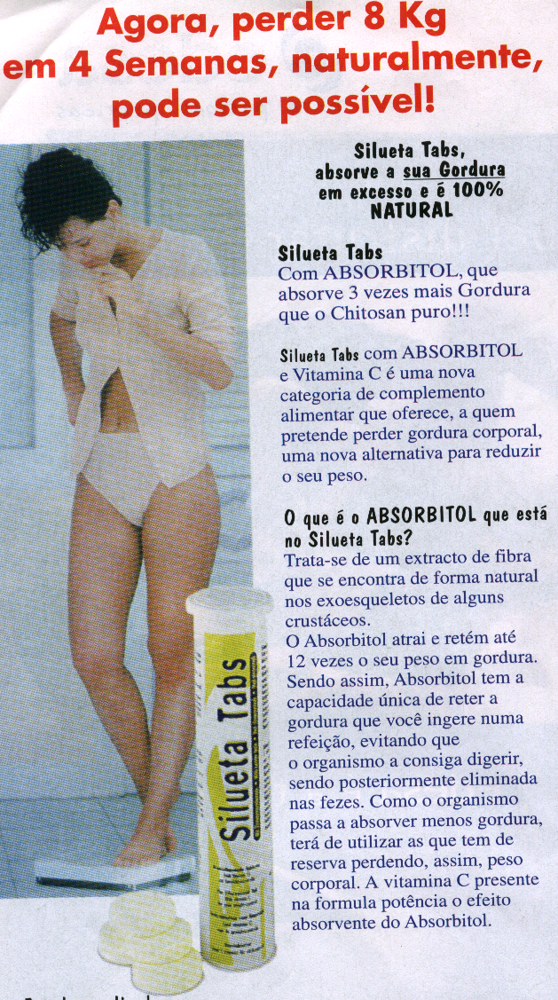 Agora, perder 8 Kg
em 4 Semanas, naturalmente,
pode ser possível!
Silueta Tabs,
absorve a sua Gordura
em excesso e é 100%
NATURAL
Silueta Tabs
Com ABSORBITOL, que
absorve 3 vezes mais Gordura
que o Chitosan puro!!!
Silueta Tabs com ABSORBITOL
e Vitamina C é uma nova
categoria de complemento
alimentar que oferece, a quem
pretende perder gordura corporal,
uma nova alternativa para reduzir
o seu peso.
O que é o ABSORBITOL que está
no Silueta Tabs?
Trata-se de um extracto de fibra
que se encontra de forma natural
nos exoesqueletos de alguns
crustáceos.
O Absorbitol atrai e retém até
12 vezes o seu peso em gordura.
Sendo assim, Absorbitol tem a
capacidade única de reter a
gordura que você ingere numa
refeição, evitando que
o organismo a consiga digerir,
sendo posteriormente eliminada
nas fezes. Como o organismo
passa a absorver menos gordura,
terá de utilizar as que tem de
reserva perdendo, assim, peso
corporal. A vitamina C presente
na formula potência o efeito
absorvente do Absorbitol.
Silueta Tabs